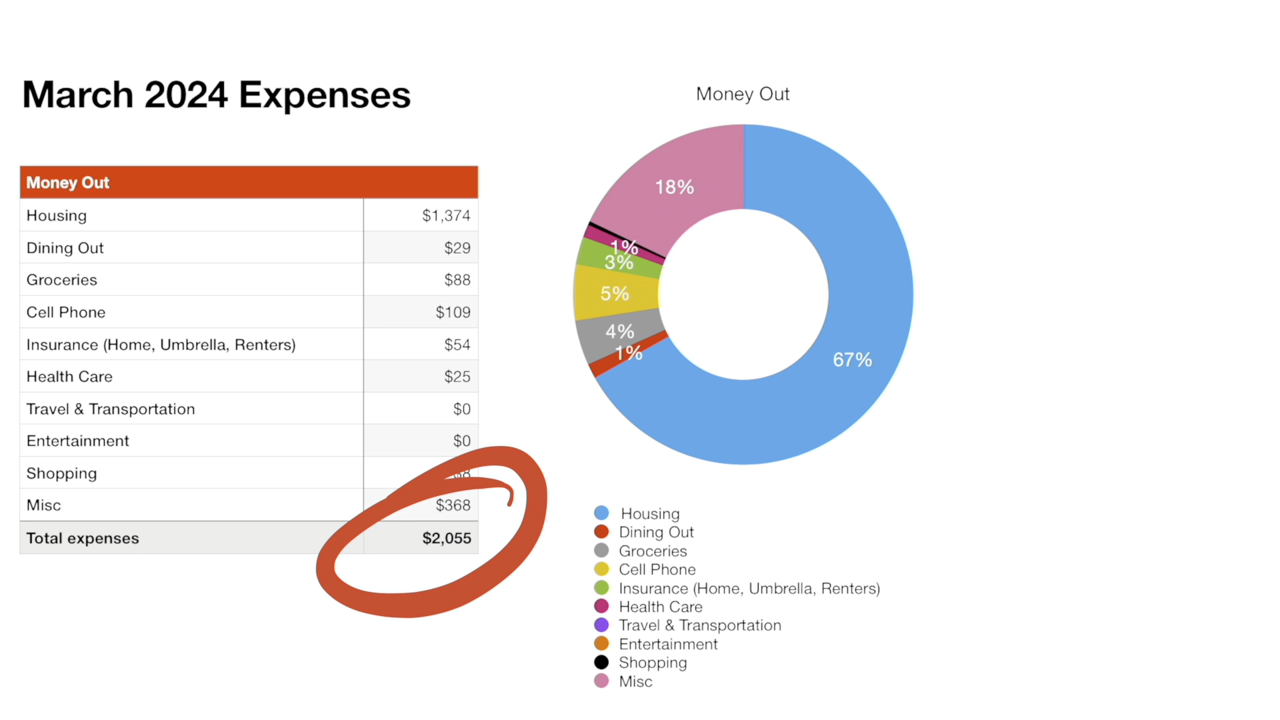 March 2024 Expenses
Money Out
Housing $1,374
Dining Out $29
Groceries $88
Cell Phone $109
Insurance (Home, Umbrella, Renters) $54
Health Care $25
Travel & Transportation $0
Entertainment $0
Shopping
Misc $368
Total expenses $2,055
Money Out
18%
1%
3%
5%
4%
1%
67%
Housing
Dining Out
Groceries
Cell Phone
Insurance (Home, Umbrella, Renters)
Health Care
Travel & Transportation
Entertainment
Shopping
Misc